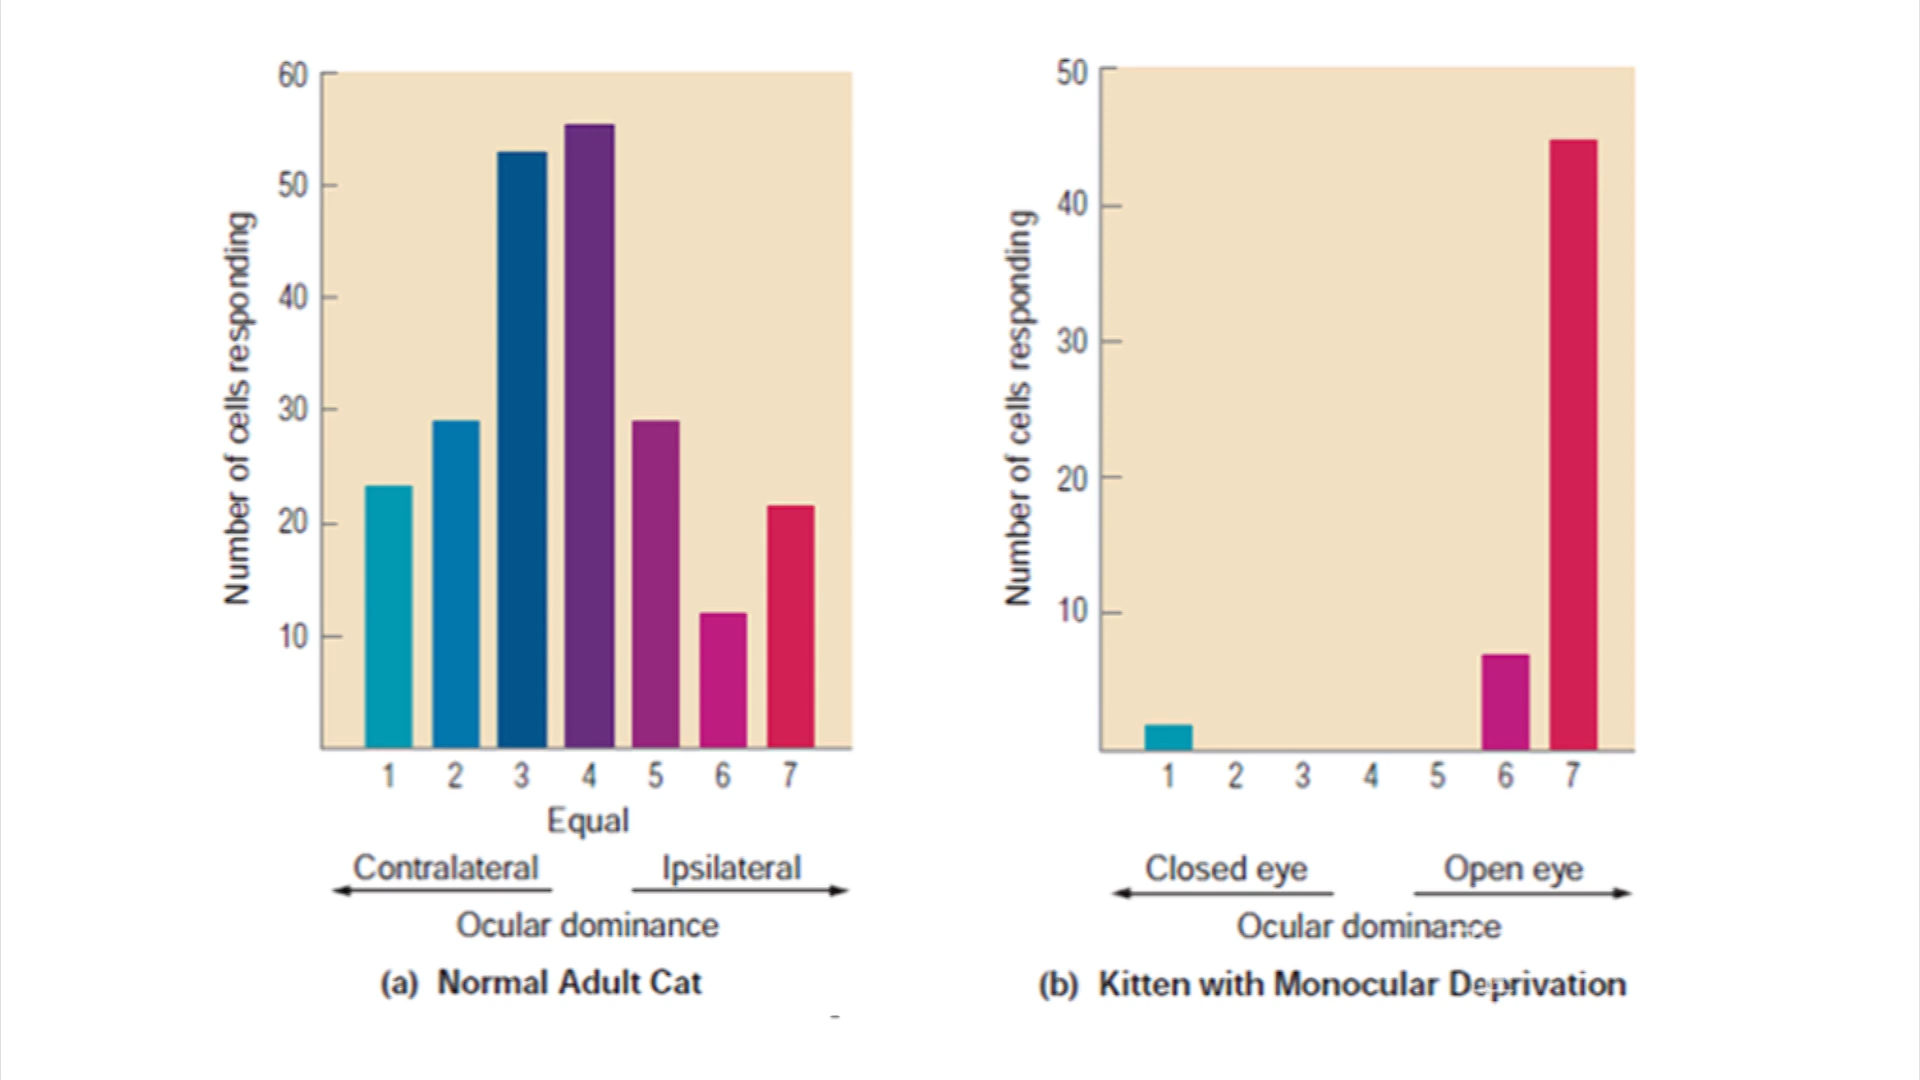 60
50
40
30
20
10
Number of cells responding
1 2 3 4 5 6 7
Equal
Contralateral Ipsilateral
Ocular dominance
(a) Normal Adult Cat
50
40
30
20
10
Number of cells responding
1 2 3 4 5 6 7
Closed eye Open eye
Ocular dominance
(b) Kitten with Monocular Deprivation